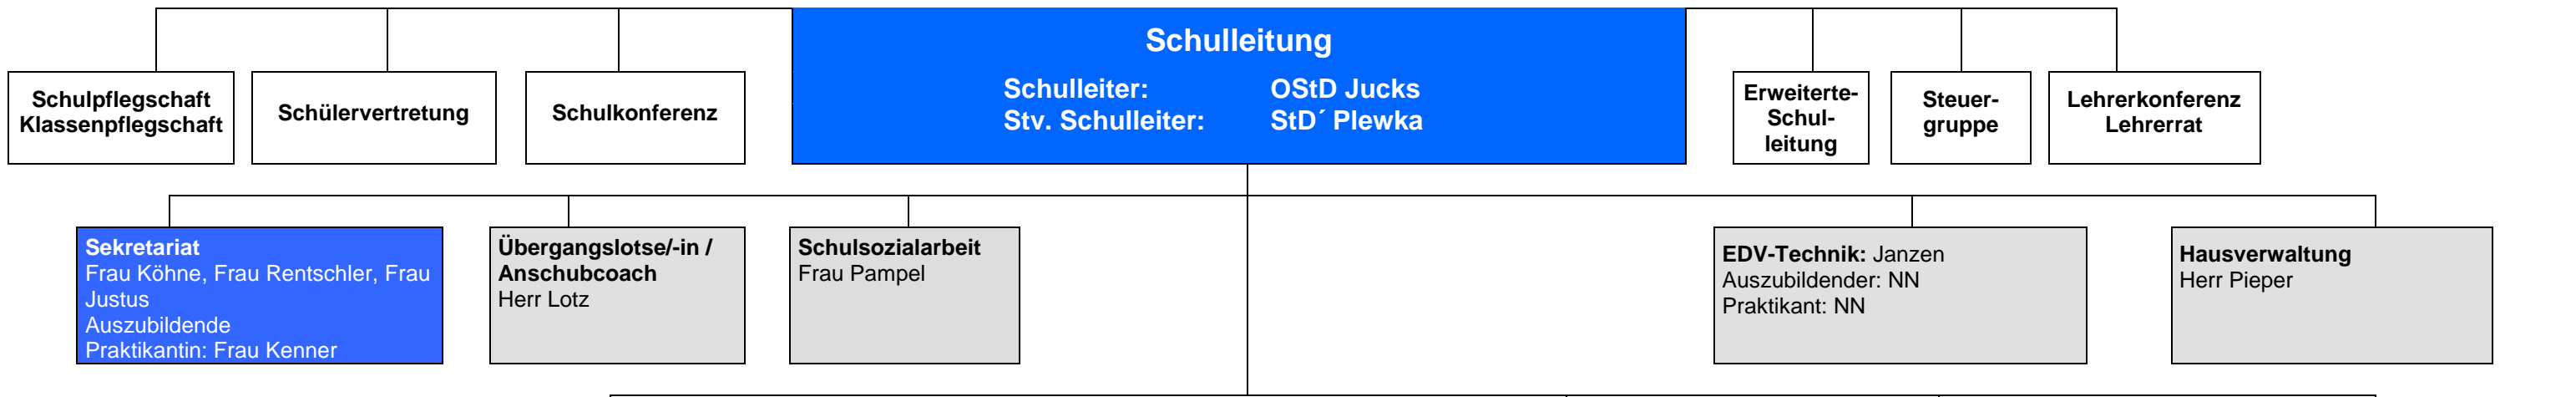 Schulleitung
Schulleiter: OStD Jucks
Stv. Schulleiter: StD´ Plewka
Schulpflegschaft
Klassenpflegschaft
Schülervertretung
Schulkonferenz
Erweiterte-
Schul-
leitung
Steuer-
gruppe
Lehrerkonferenz
Lehrerrat
Sekretariat
Frau Köhne, Frau Rentschler, Frau
Justus
Auszubildende
Praktikantin: Frau Kenner
Übergangslotse/-in /
Anschubcoach
Herr Lotz
Schulsozialarbeit
Frau Pampel
EDV-Technik: Janzen
Auszubildender: NN
Praktikant: NN
Hausverwaltung
Herr Pieper